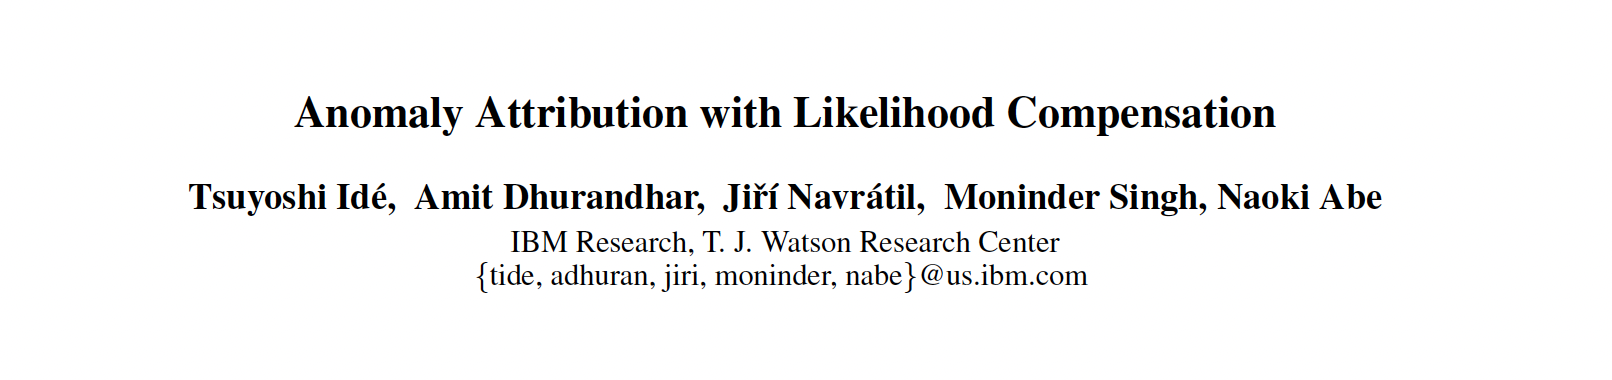 Anomaly Attribution with Likelihood Compensation
Tsuyoshi Idé, Amit Dhurandhar, Jiří Navrátil, Moninder Singh, Naoki Abe
IBM Research, T. J. Watson Research Center
{tide, adhuran, jiri, moninder, nabe}@us.ibm.com